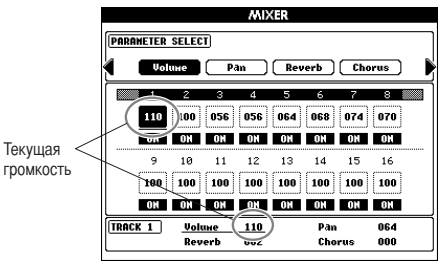 MIXER
PARAMETER SELECT
Volume Pan Reverb Chorus
1 2 3 4 5 6 7 8
110 100 056 056 064 068 074 070
ON ON ON ON ON ON ON ON
Текущая
громкость
9 10 11 12 13 14 15 16
100 100 100 100 100 100 100 100
ON ON ON ON ON ON ON ON
TRACK 1 Volume 110 Pan 064
Reverb 002 Chorus 000